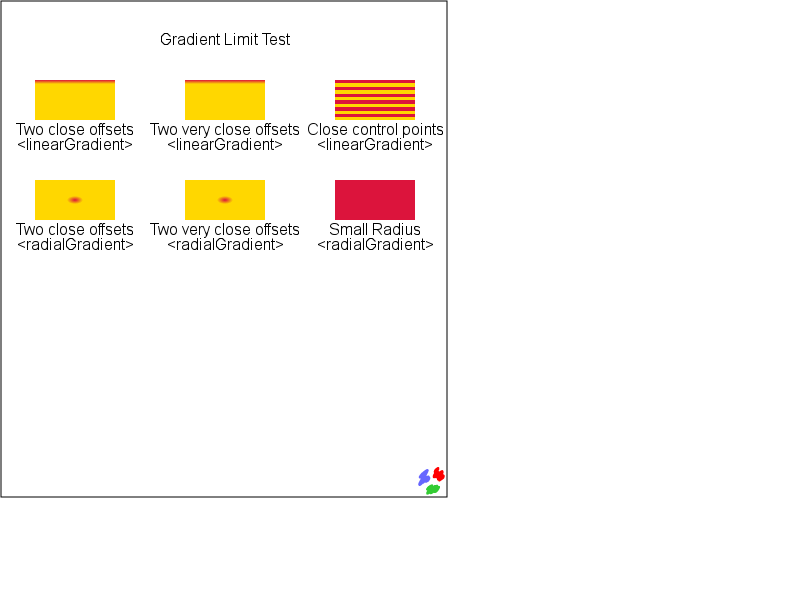 Gradient Limit Test
Two close offsets
<linearGradient>
Two very close offsets
<linearGradient>
Close control points
<linearGradient>
Two close offsets
<radialGradient>
Two very close offsets
<radialGradient>
Small Radius
<radialGradient>